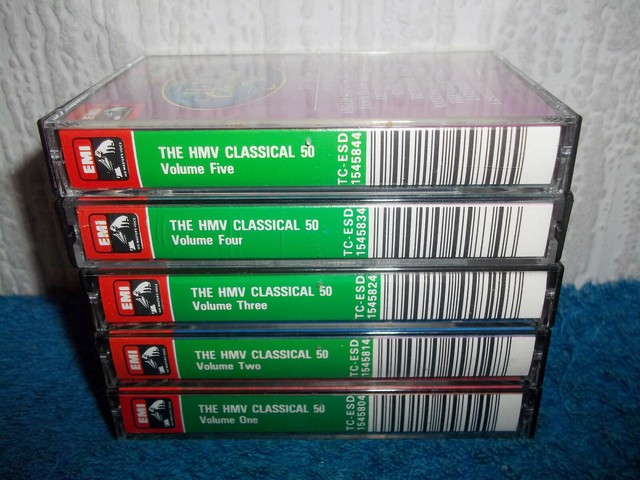 EMI
THE HMV CLASSICAL 50
Volume Five
TC-ESD
1545844
EMI
THE HMV CLASSICAL 50
Volume Four
TC-ESD
1545834
EMI
THE HMV CLASSICAL 50
Volume Three
TC-ESD
1545824
EMI
THE HMV CLASSICAL 50
Volume Two
TC-ESD
1545814
EMI
THE HMV CLASSICAL 50
Volume One
TC-ESD
1545804